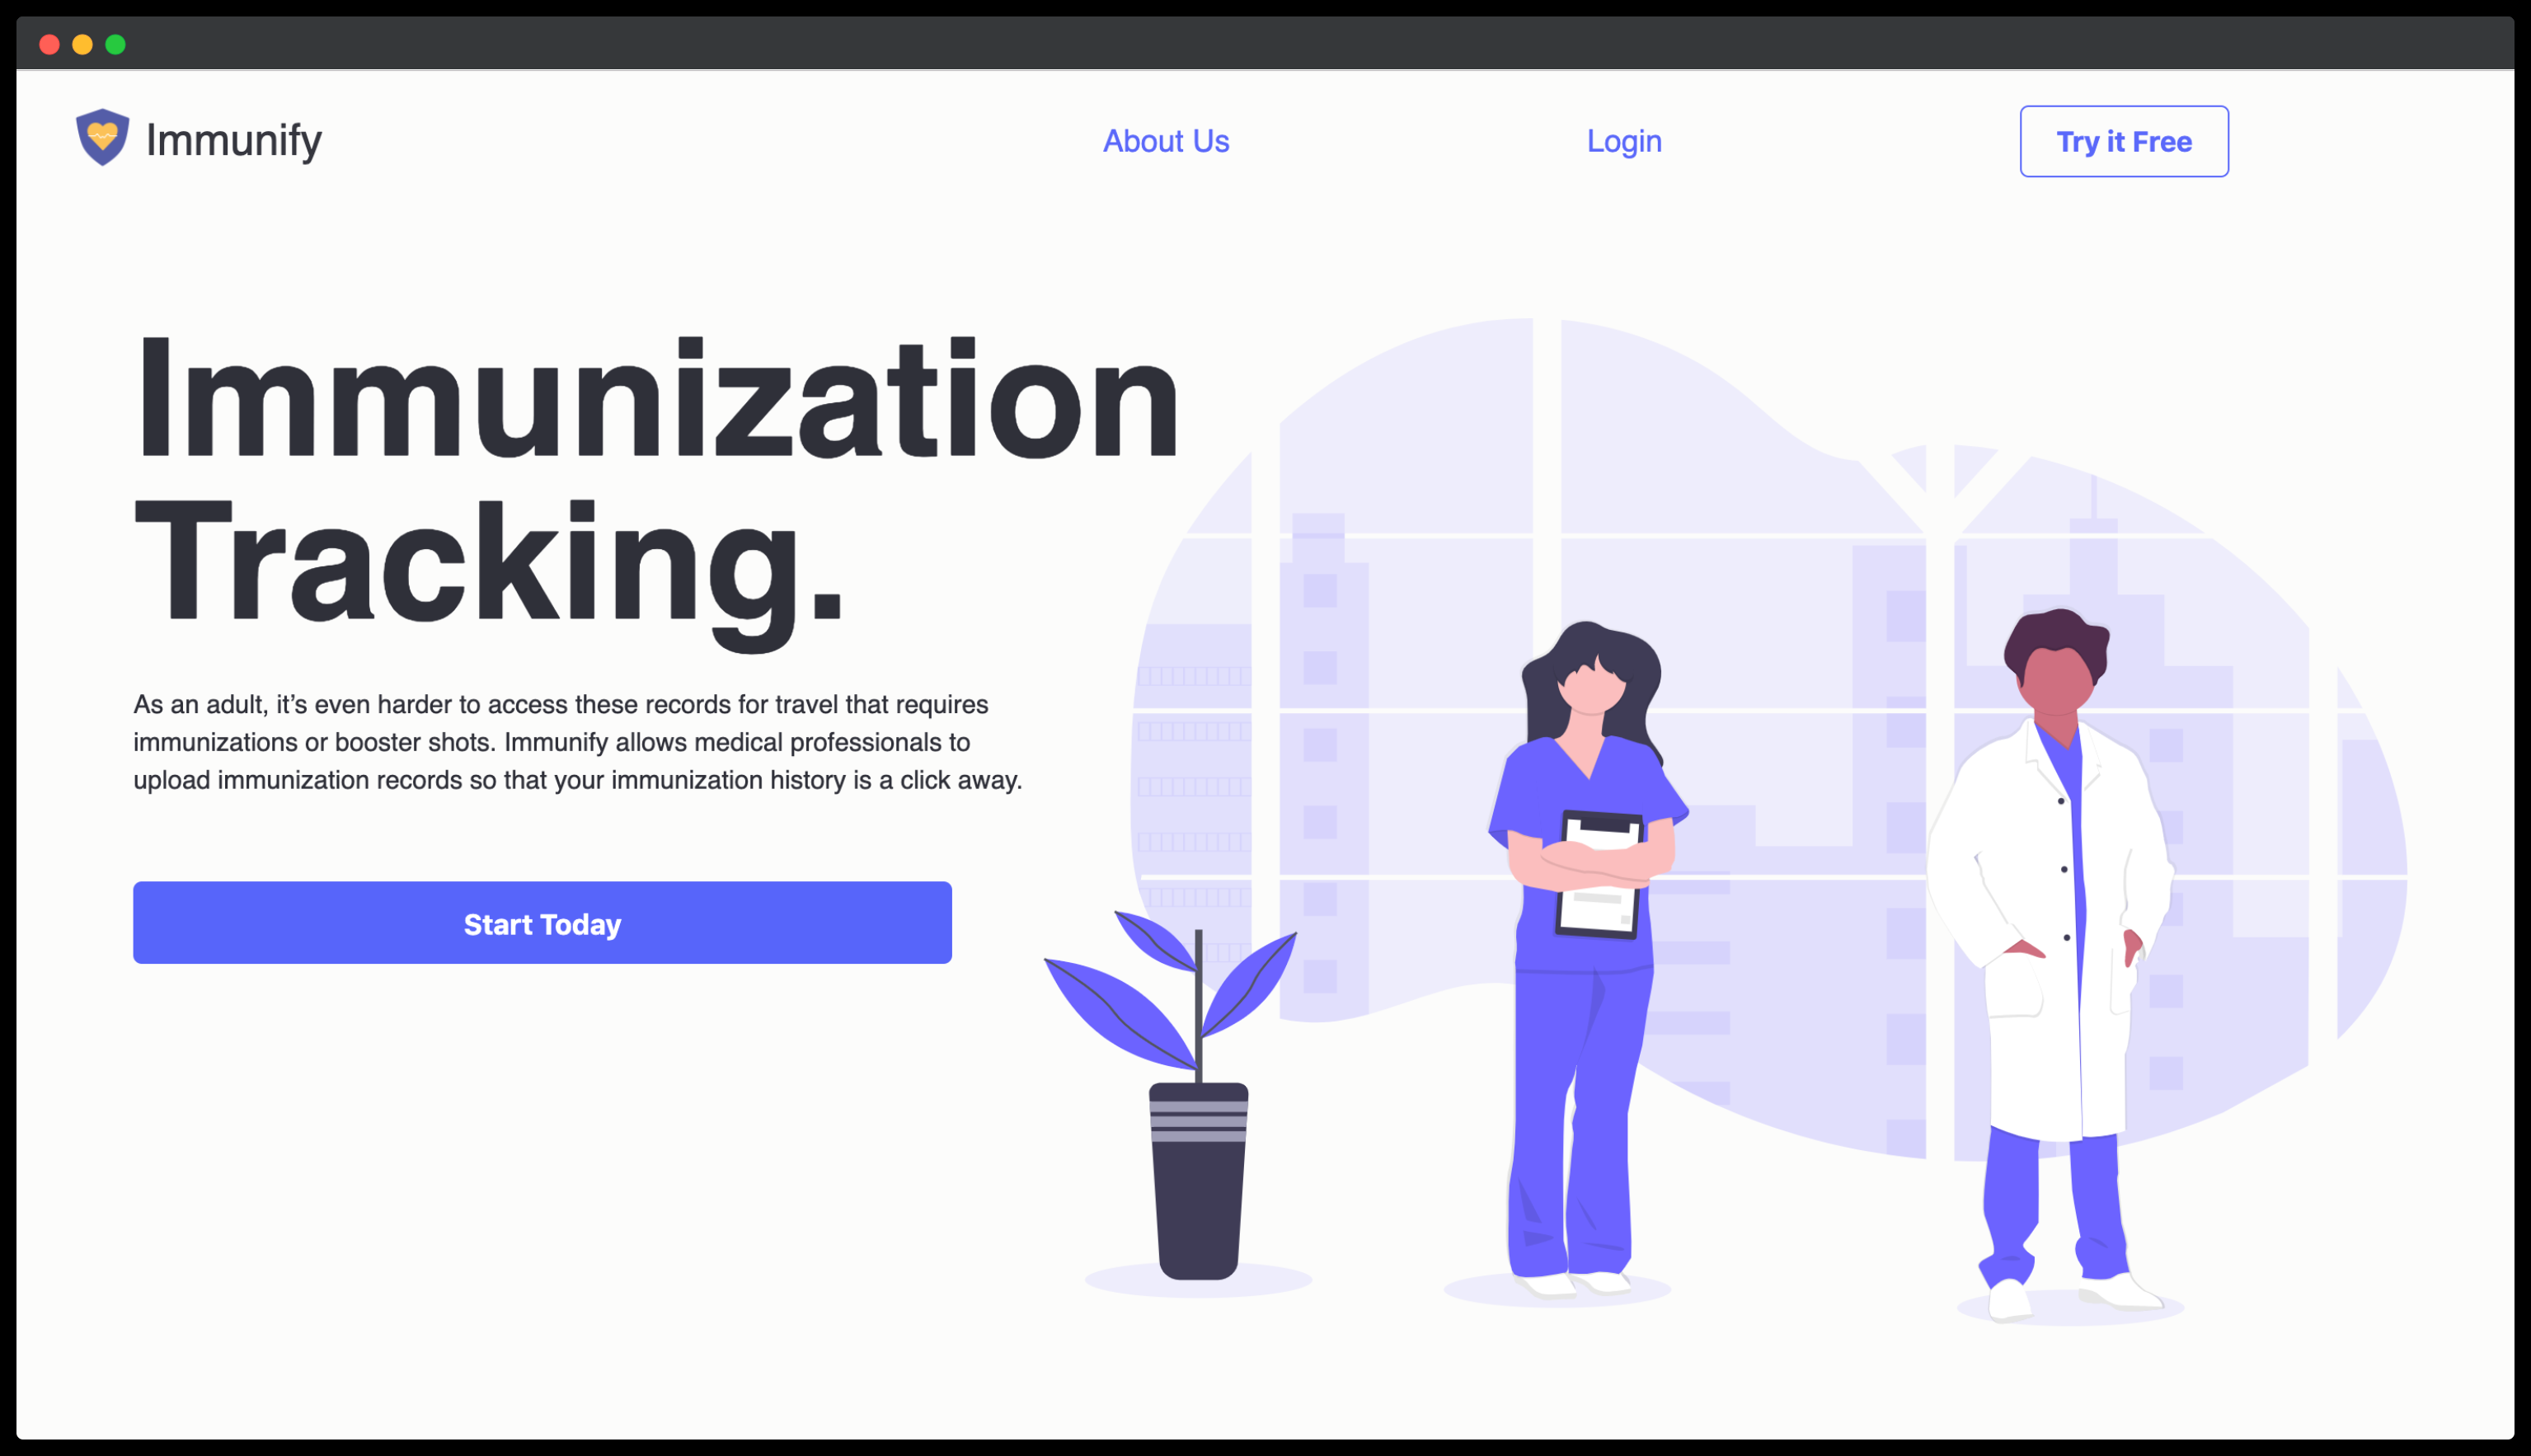 Immunify
About Us
Login
Try it Free
Immunization
Tracking.
As an adult, it’s even harder to access these records for travel that requires
immunizations or booster shots. Immunify allows medical professionals to
upload immunization records so that your immunization history is a click away.
Start Today